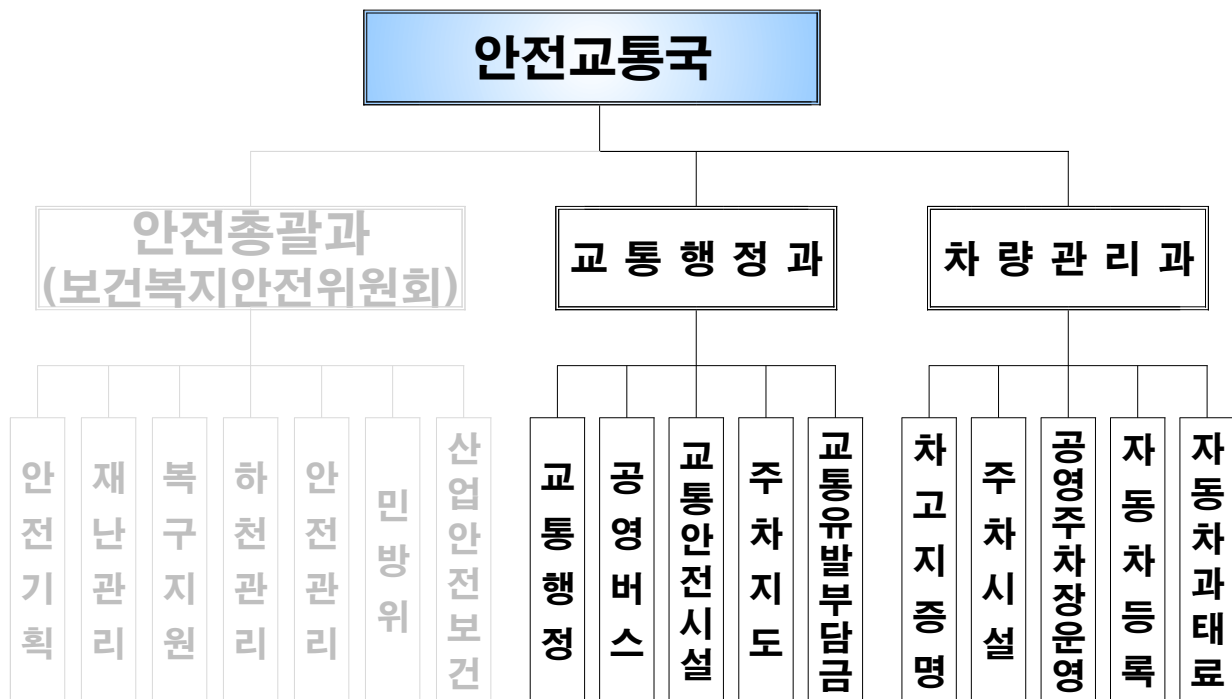 안전교통국
안전총괄과
(보건복지안전위원회)
교통행정과
차량관리과
안전기획
재난관리
복구지원
하천관리
안전관리
민방위
산업안전보건
교통행정
공영버스
교통안전시설
주차지도
교통유발부담금
차고지증명
주차시설
공영주차장운영
자동차등록
자동차과태료